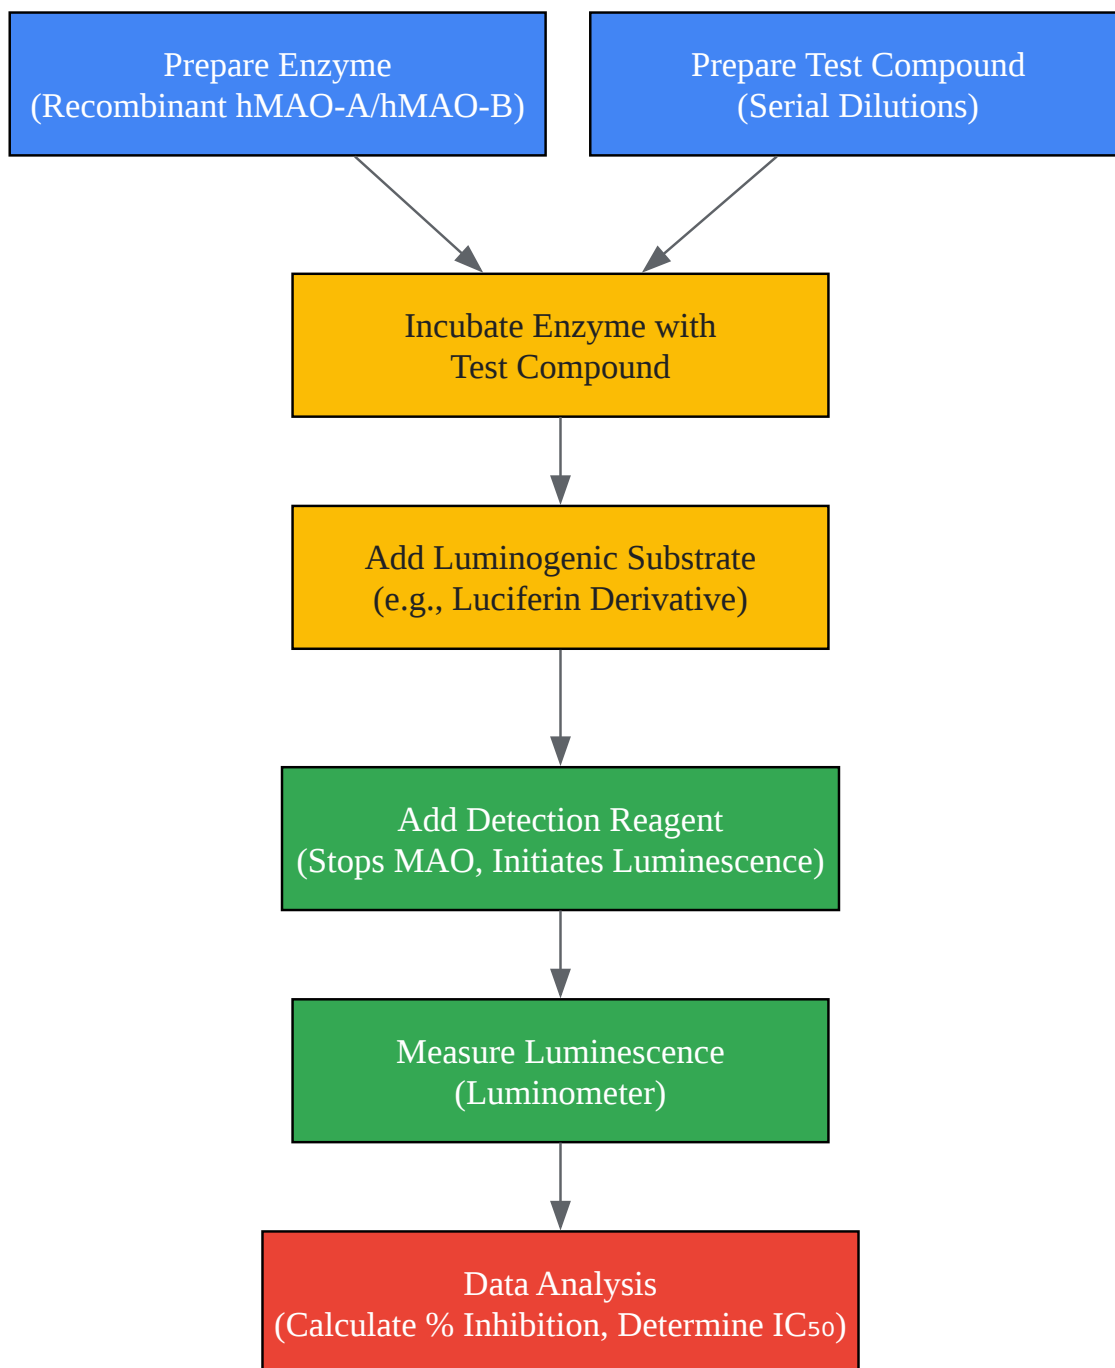 Prepare Enzyme
(Recombinant hMAO-A/hMAO-B)
Prepare Test Compound
(Serial Dilutions)
Incubate Enzyme with
Test Compound
Add Luminogenic Substrate
(e.g., Luciferin Derivative)
Add Detection Reagent
(Stops MAO, Initiates Luminescence)
Measure Luminescence
(Luminometer)
Data Analysis
(Calculate % Inhibition, Determine IC₅₀)